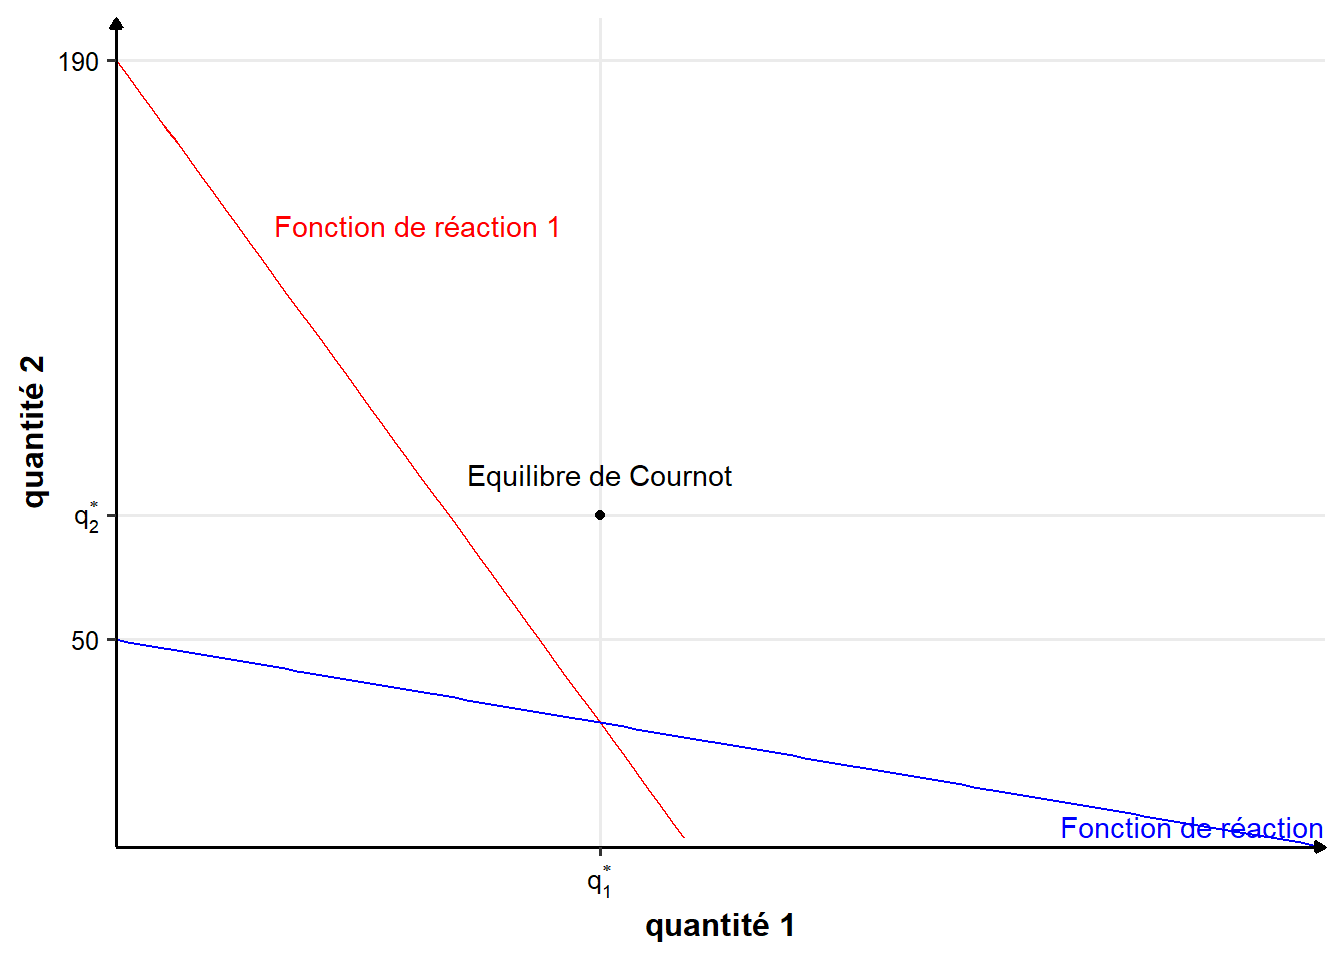 190
Fonction de réaction 1
quantité 2
Equilibre de Cournot
q2*
50
Fonction de réaction
q1*
quantité 1